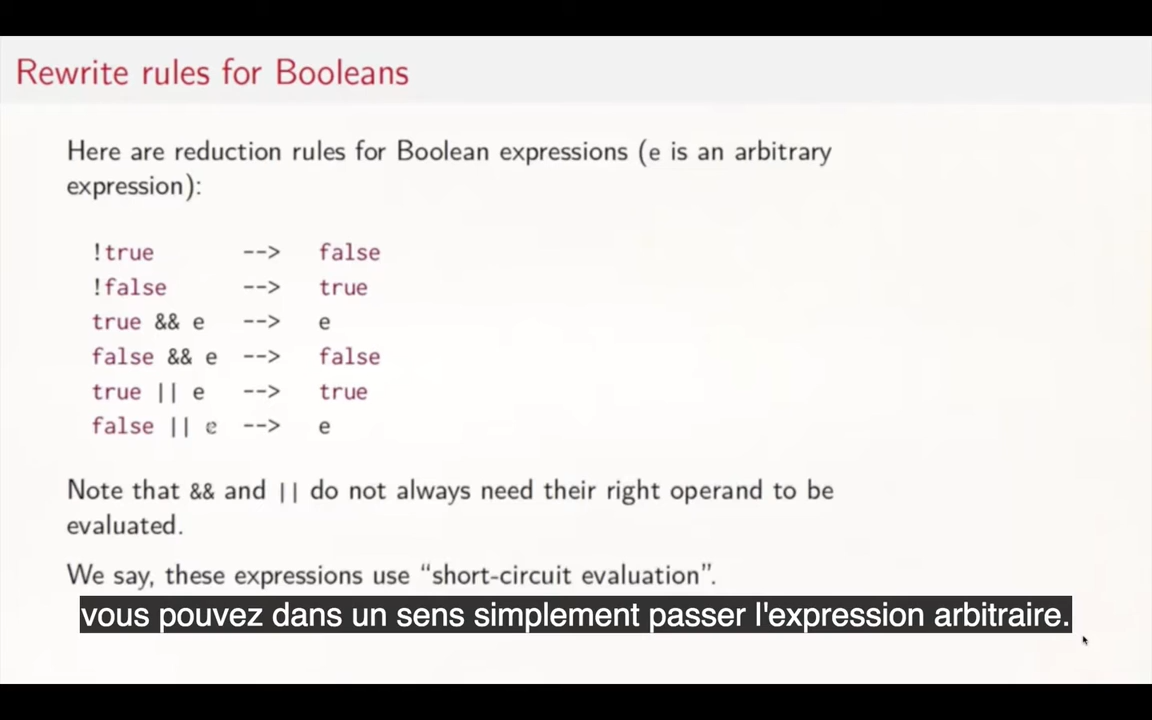 Rewrite rules for Booleans
Here are reduction rules for Boolean expressions (e is an arbitrary
expression):
!true --> false
!false --> true
true && e --> e
false && e --> false
true || e --> true
false || e --> e
Note that && and || do not always need their right operand to be
evaluated.
We say, these expressions use “short-circuit evaluation”.
vous pouvez dans un sens simplement passer l'expression arbitraire.